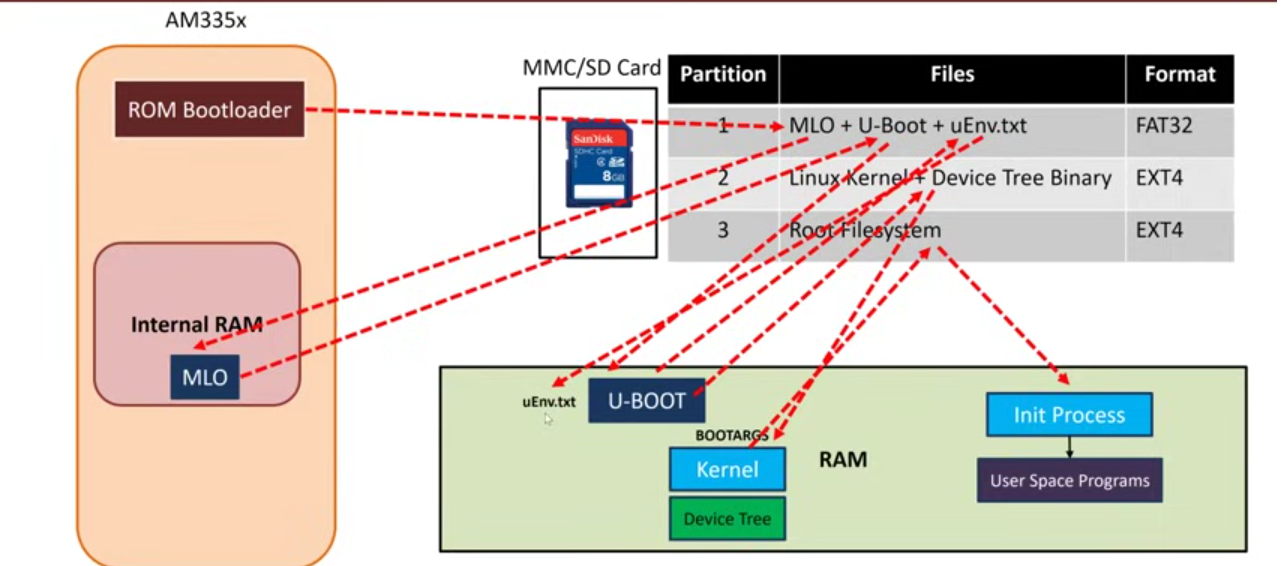 AM335x
ROM Bootloader
Internal RAM
MLO
MMC/SD Card
SanDisk
SDHC Card
8GB
Partition Files Format
1 MLO + U-Boot + uEnv.txt FAT32
2 Linux Kernel + Device Tree Binary EXT4
3 Root Filesystem EXT4
uEnv.txt
U-BOOT
BOOTARGS
Kernel
Device Tree
RAM
Init Process
User Space Programs